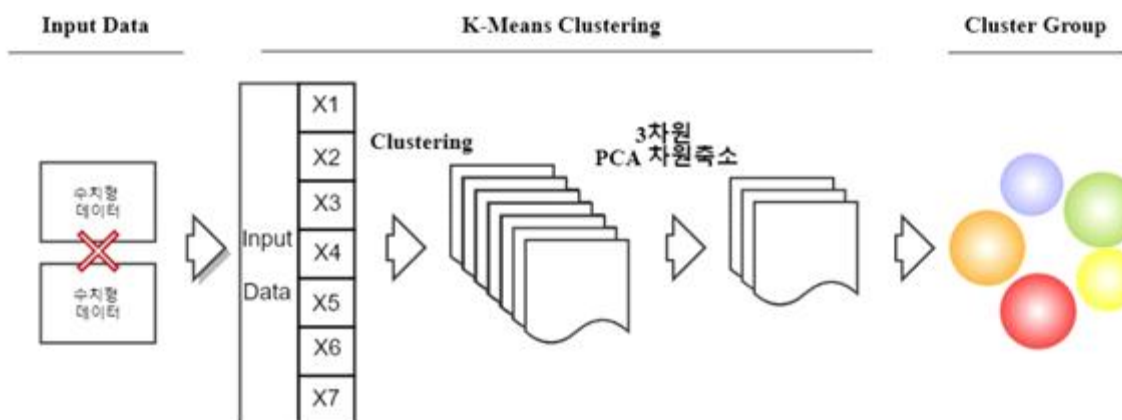 Input Data
K-Means Clustering
Cluster Group
수치형
데이터
수치형
데이터
Input
Data
X1
X2
X3
X4
X5
X6
X7
Clustering
3차원
PCA 차원축소